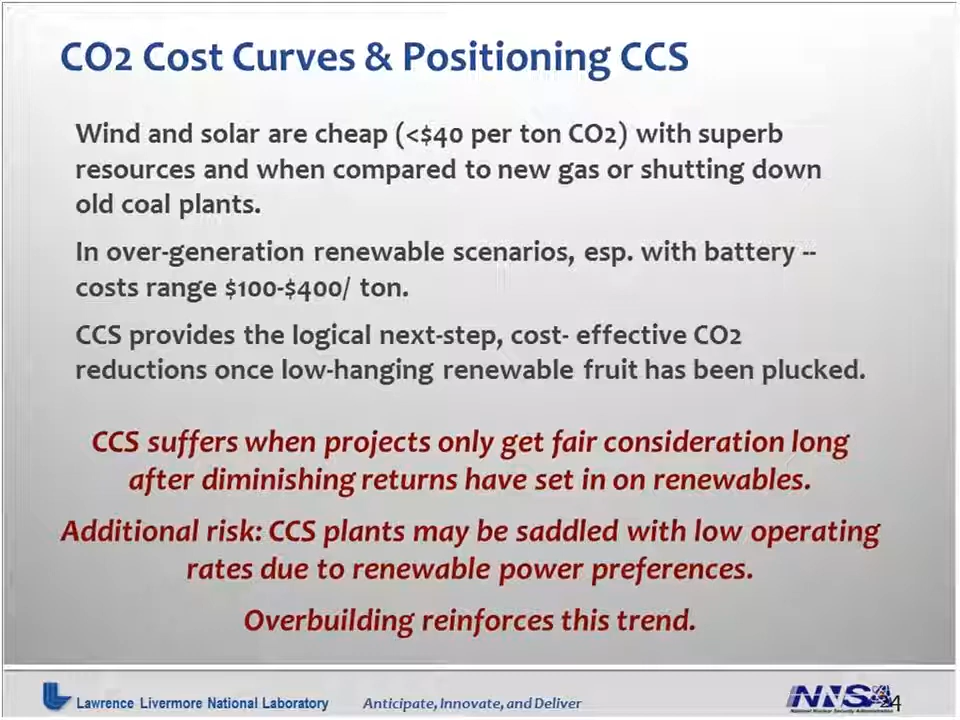 CO2 Cost Curves & Positioning CCS
Wind and solar are cheap (<$40 per ton CO2) with superb
resources and when compared to new gas or shutting down
old coal plants.
In over-generation renewable scenarios, esp. with battery --
costs range $100-$400/ ton.
CCS provides the logical next-step, cost- effective CO2
reductions once low-hanging renewable fruit has been plucked.
CCS suffers when projects only get fair consideration long
after diminishing returns have set in on renewables.
Additional risk: CCS plants may be saddled with low operating
rates due to renewable power preferences.
Overbuilding reinforces this trend.
Lawrence Livermore National Laboratory
Anticipate, Innovate, and Deliver
NNSA
National Nuclear Security Administration
24